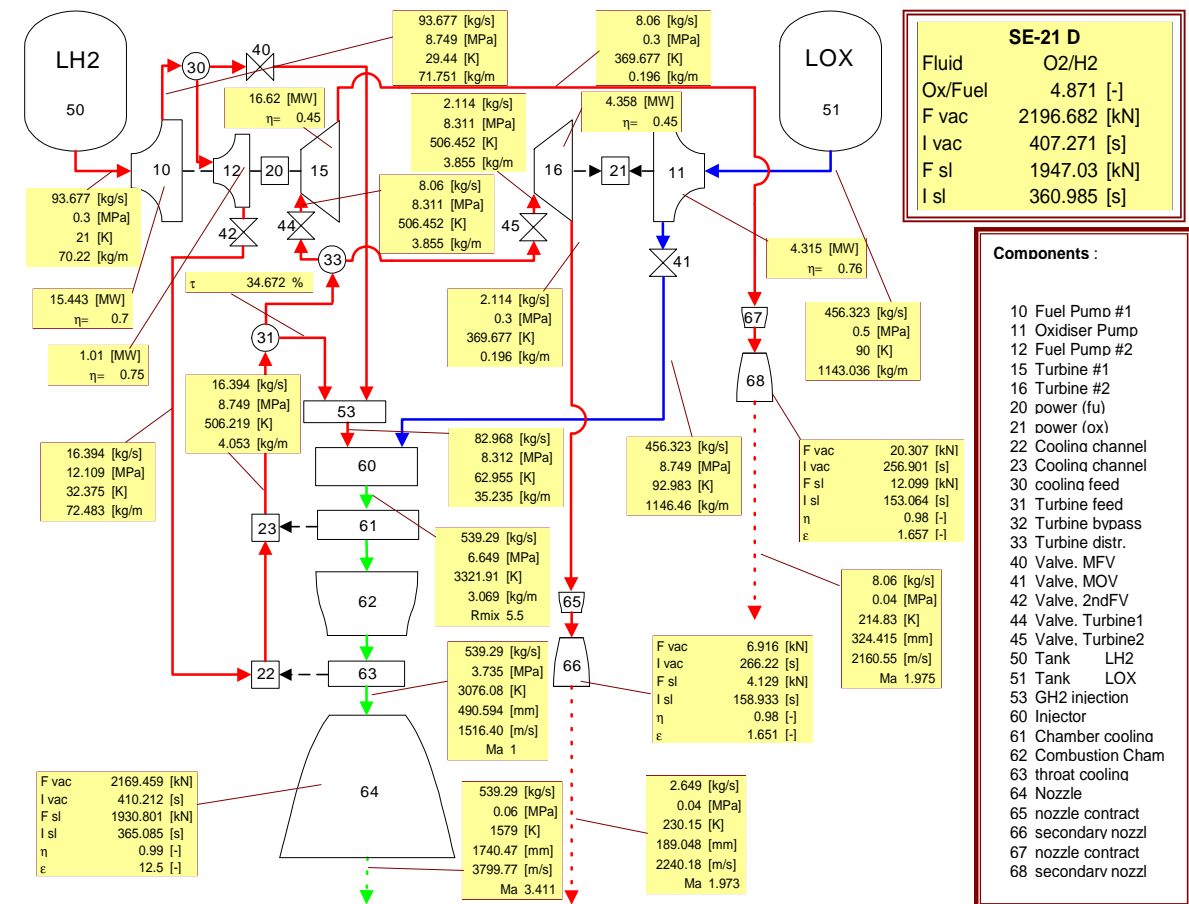 LH2
50
30
40
93.677 [kg/s]
8.749 [MPa]
29.44 [K]
71.751 [kg/m
8.06 [kg/s]
0.3 [MPa]
369.677 [K]
0.196 [kg/m
LOX
51
SE-21 D
Fluid O2/H2
Ox/Fuel 4.871 [-]
F vac 2196.682 [kN]
I vac 407.271 [s]
F sl 1947.03 [kN]
I sl 360.985 [s]
16.62 [MW]
η= 0.45
2.114 [kg/s]
8.311 [MPa]
506.452 [K]
3.855 [kg/m
4.358 [MW]
η= 0.45
10
12
20
15
16
21
11
93.677 [kg/s]
0.3 [MPa]
21 [K]
70.22 [kg/m
8.06 [kg/s]
8.311 [MPa]
506.452 [K]
3.855 [kg/m
42
44
45
33
41
4.315 [MW]
η= 0.76
τ 34.672 %
15.443 [MW]
η= 0.7
2.114 [kg/s]
0.3 [MPa]
369.677 [K]
0.196 [kg/m
456.323 [kg/s]
0.5 [MPa]
90 [K]
1143.036 [kg/m
31
67
68
1.01 [MW]
η= 0.75
16.394 [kg/s]
8.749 [MPa]
506.219 [K]
4.053 [kg/m
53
16.394 [kg/s]
12.109 [MPa]
32.375 [K]
72.483 [kg/m
82.968 [kg/s]
8.312 [MPa]
62.955 [K]
35.235 [kg/m
456.323 [kg/s]
8.749 [MPa]
92.983 [K]
1146.46 [kg/m
F vac 20.307 [kN]
I vac 256.901 [s]
F sl 12.099 [kN]
I sl 153.064 [s]
η 0.98 [-]
ε 1.657 [-]
60
23
61
539.29 [kg/s]
6.649 [MPa]
3321.91 [K]
3.069 [kg/m
Rmix 5.5
62
65
66
8.06 [kg/s]
0.04 [MPa]
214.83 [K]
324.415 [mm]
2160.55 [m/s]
Ma 1.975
22
63
539.29 [kg/s]
3.735 [MPa]
3076.08 [K]
490.594 [mm]
1516.40 [m/s]
Ma 1
F vac 6.916 [kN]
I vac 266.22 [s]
F sl 4.129 [kN]
I sl 158.933 [s]
η 0.98 [-]
ε 1.651 [-]
F vac 2169.459 [kN]
I vac 410.212 [s]
F sl 1930.801 [kN]
I sl 365.085 [s]
η 0.99 [-]
ε 12.5 [-]
64
539.29 [kg/s]
0.06 [MPa]
1579 [K]
1740.47 [mm]
3799.77 [m/s]
Ma 3.411
2.649 [kg/s]
0.04 [MPa]
230.15 [K]
189.048 [mm]
2240.18 [m/s]
Ma 1.973
Components :
10 Fuel Pump #1
11 Oxidiser Pump
12 Fuel Pump #2
15 Turbine #1
16 Turbine #2
20 power (fu)
21 power (ox)
22 Cooling channel
23 Cooling channel
30 cooling feed
31 Turbine feed
32 Turbine bypass
33 Turbine distr.
40 Valve, MFV
41 Valve, MOV
42 Valve, 2ndFV
44 Valve. Turbine1
45 Valve, Turbine2
50 Tank LH2
51 Tank LOX
53 GH2 injection
60 Injector
61 Chamber cooling
62 Combustion Cham
63 throat cooling
64 Nozzle
65 nozzle contract
66 secondary nozzl
67 nozzle contract
68 secondary nozzl